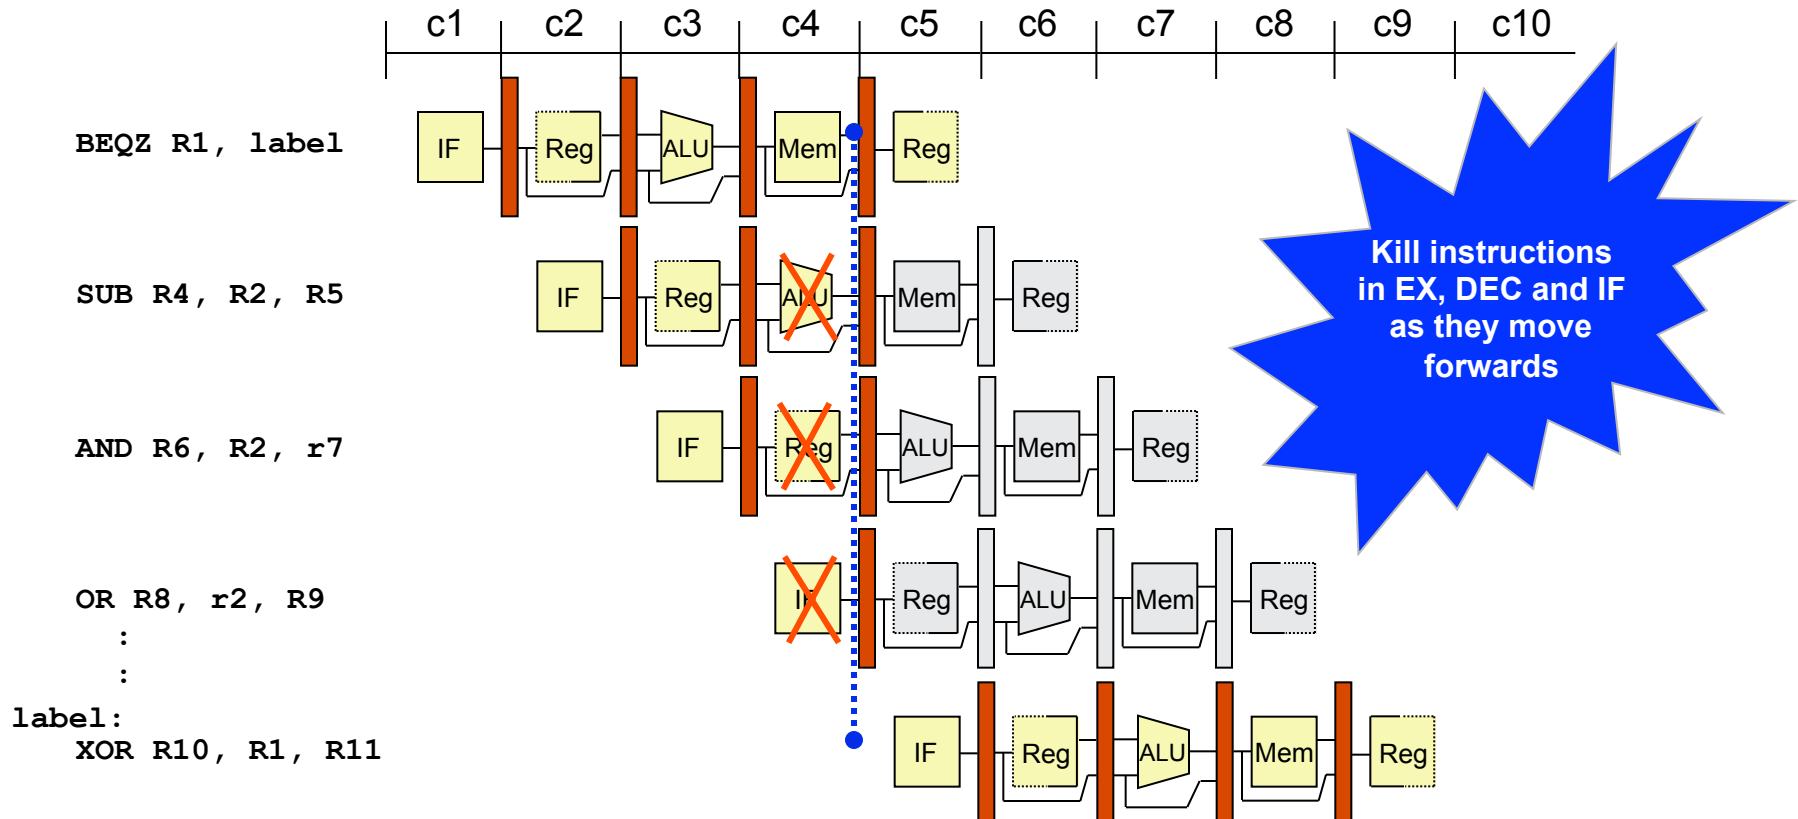 c1 c2 c3 c4 c5 c6 c7 c8 c9 c10
BEQZ R1, label IF Reg ALU Mem Reg
SUB R4, R2, R5 IF Reg ALU Mem Reg
Kill instructions
in EX, DEC and IF
as they move
forwards
AND R6, R2, r7 IF Reg ALU Mem Reg
OR R8, r2, R9 IF Reg ALU Mem Reg
:
:
label:
XOR R10, R1, R11 IF Reg ALU Mem Reg